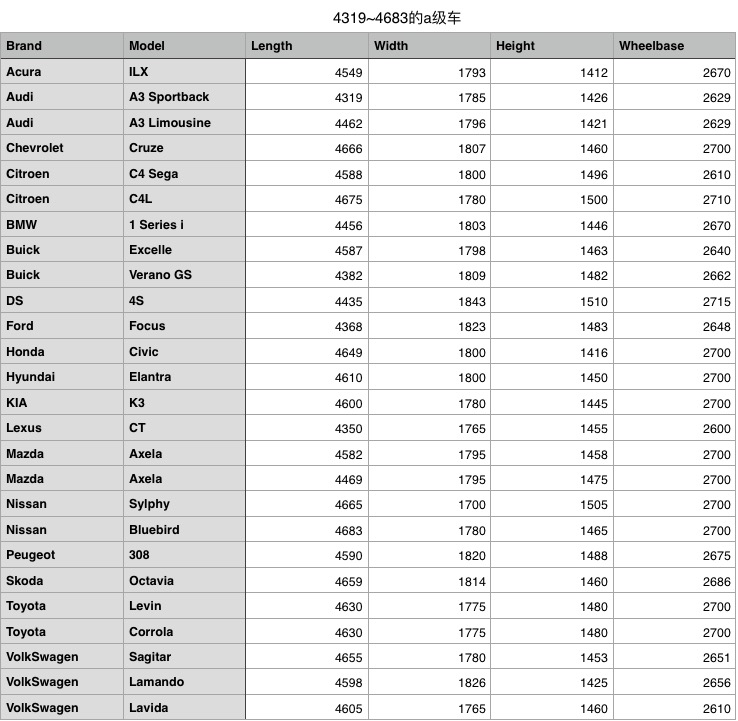 4319~4683的a级车
Brand Model Length Width Height Wheelbase
Acura ILX 4549 1793 1412 2670
Audi A3 Sportback 4319 1785 1426 2629
Audi A3 Limousine 4462 1796 1421 2629
Chevrolet Cruze 4666 1807 1460 2700
Citroen C4 Sega 4588 1800 1496 2610
Citroen C4L 4675 1780 1500 2710
BMW 1 Series i 4456 1803 1446 2670
Buick Excelle 4587 1798 1463 2640
Buick Verano GS 4382 1809 1482 2662
DS 4S 4435 1843 1510 2715
Ford Focus 4368 1823 1483 2648
Honda Civic 4649 1800 1416 2700
Hyundai Elantra 4610 1800 1450 2700
KIA K3 4600 1780 1445 2700
Lexus CT 4350 1765 1455 2600
Mazda Axela 4582 1795 1458 2700
Mazda Axela 4469 1795 1475 2700
Nissan Sylphy 4665 1700 1505 2700
Nissan Bluebird 4683 1780 1465 2700
Peugeot 308 4590 1820 1488 2675
Skoda Octavia 4659 1814 1460 2686
Toyota Levin 4630 1775 1480 2700
Toyota Corrola 4630 1775 1480 2700
VolkSwagen Sagitar 4655 1780 1453 2651
VolkSwagen Lamando 4598 1826 1425 2656
VolkSwagen Lavida 4605 1765 1460 2610